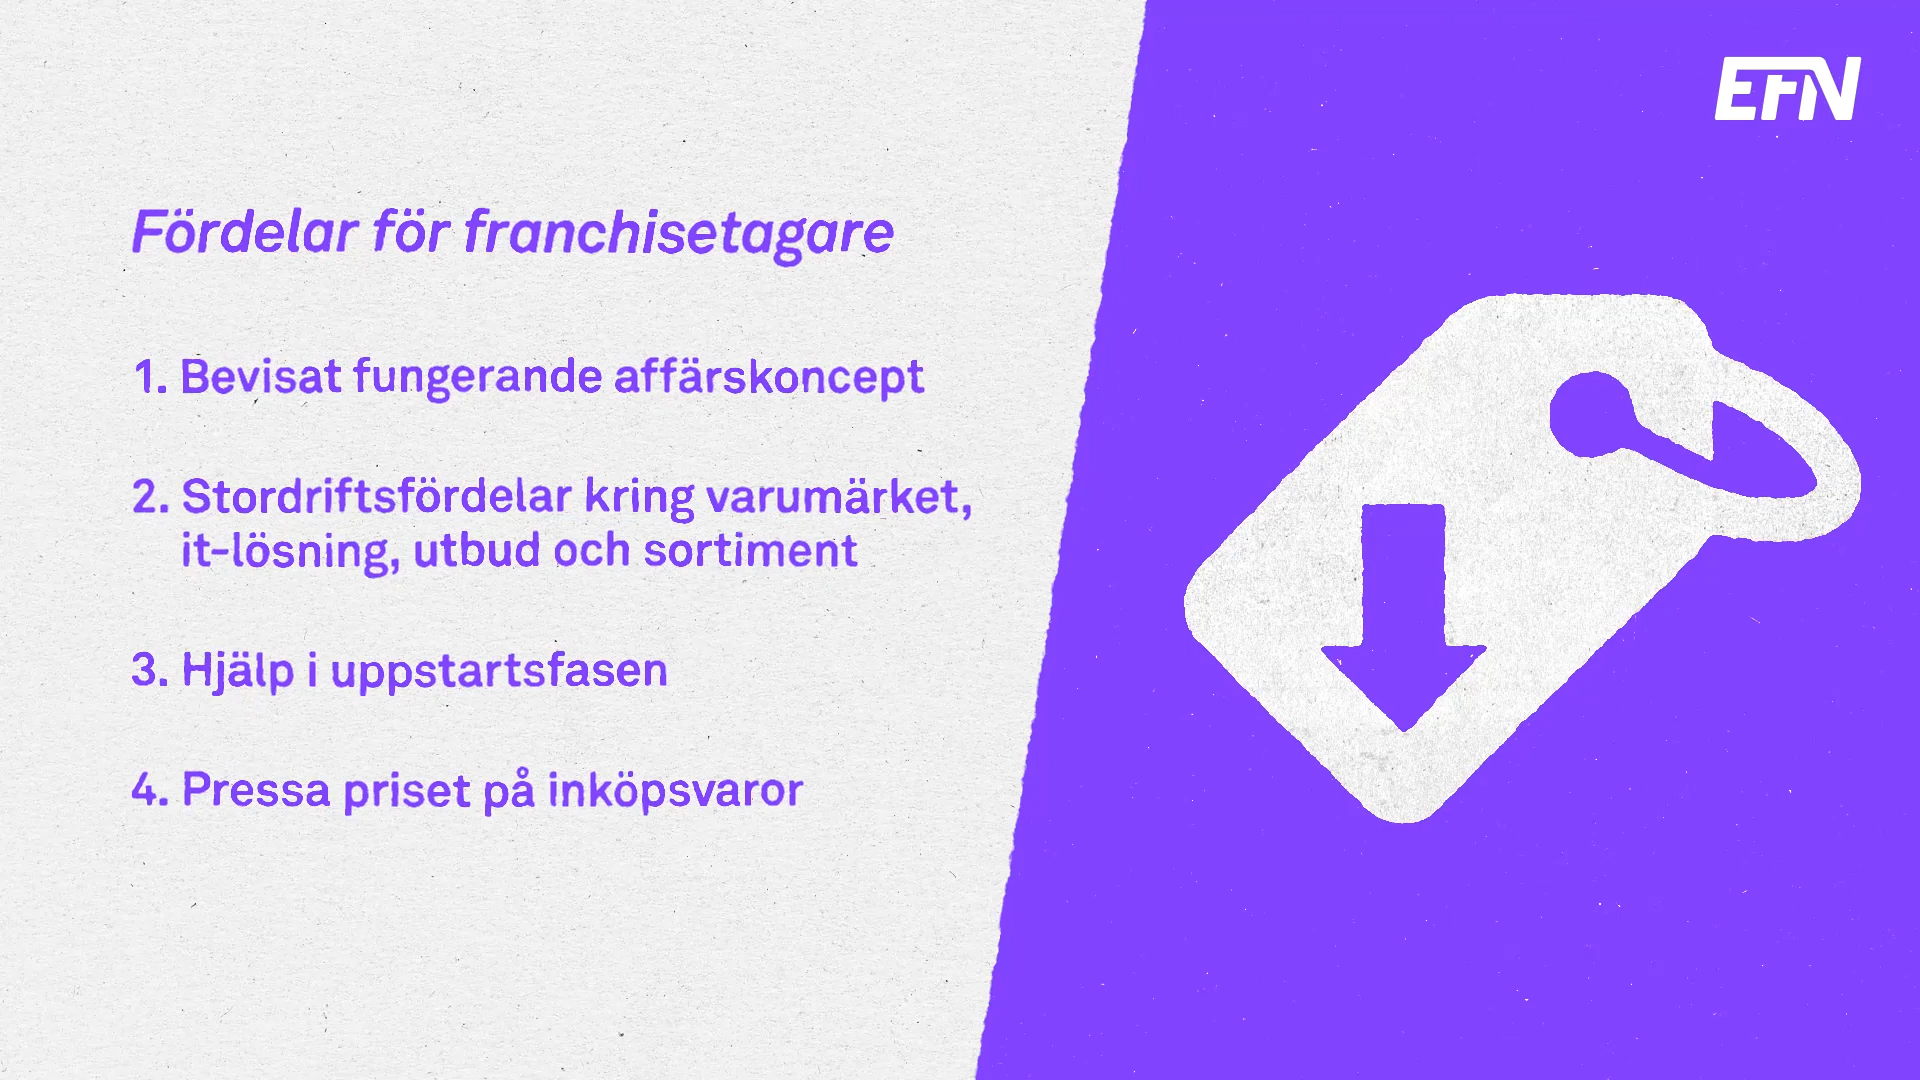 EFN
Fördelar för franchisetagare
1. Bevisat fungerande affärskoncept
2. Stordriftsfördelar kring varumärket,
it-lösning, utbud och sortiment
3. Hjälp i uppstartsfasen
4. Pressa priset på inköpsvaror